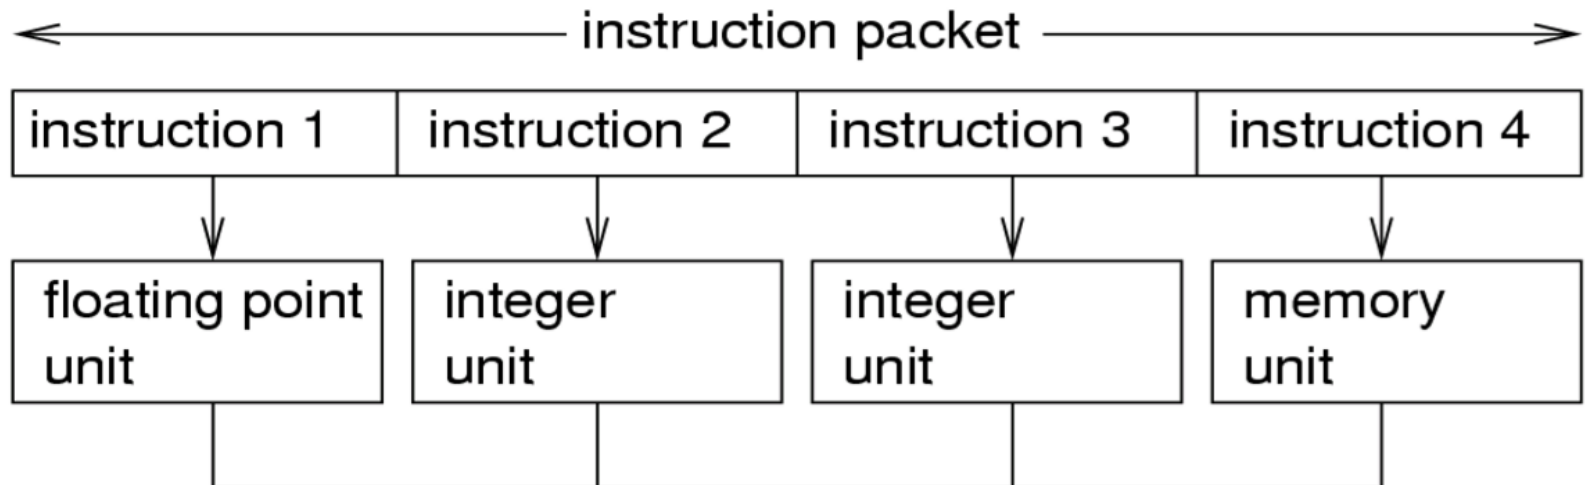 instruction packet
instruction 1
instruction 2
instruction 3
instruction 4
floating point
unit
integer
unit
integer
unit
memory
unit